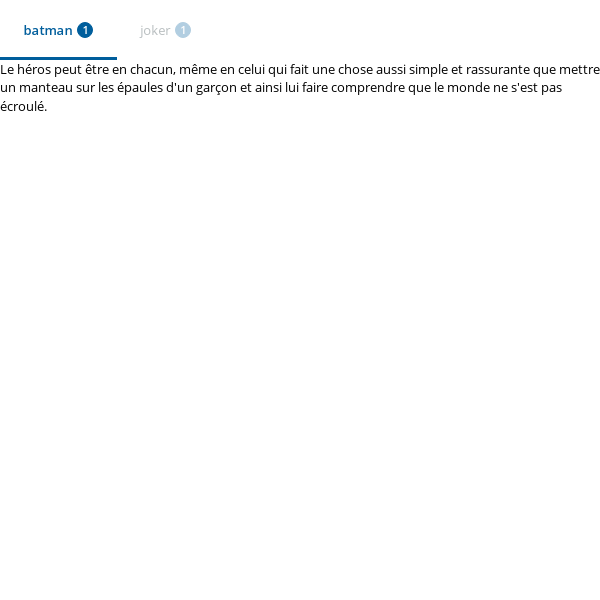 batman 1 joker 1
Le héros peut être en chacun, même en celui qui fait une chose aussi simple et rassurante que mettre
un manteau sur les épaules d'un garçon et ainsi lui faire comprendre que le monde ne s'est pas
écroulé.